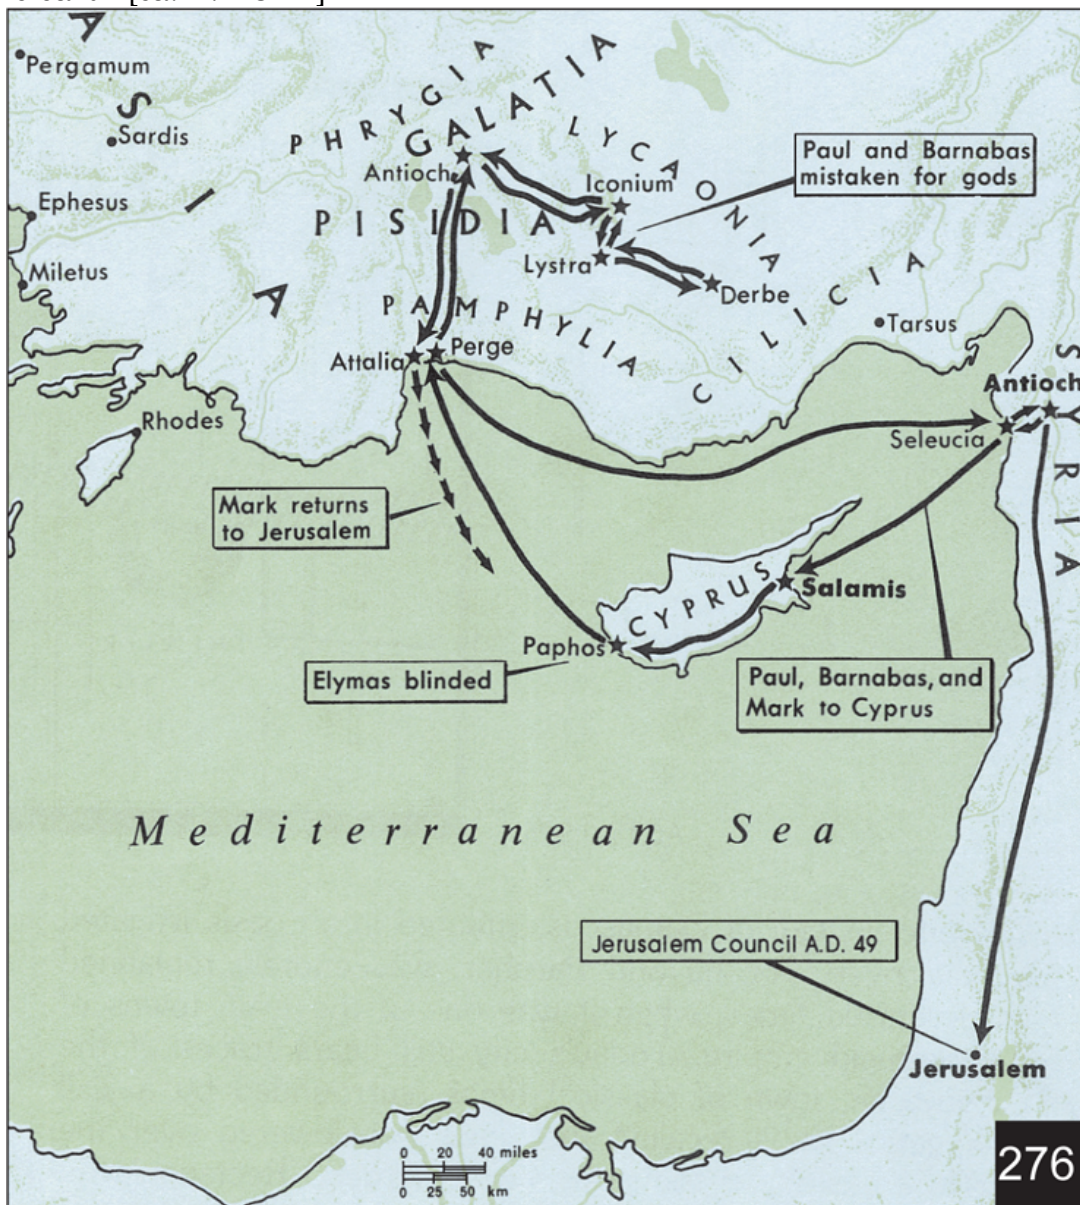 A
S
I
A
Pergamum
Sardis
Ephesus
Miletus
Rhodes
PHRYGIA
GALATIA
LYCAONIA
PISIDIA
PAMPHYLIA
CILICIA
SYRIA
Antioch
Iconium
Lystra
Derbe
Tarsus
Attalia
Perge
Antioch
Seleucia
Paul and Barnabas
mistaken for gods
Mark returns
to Jerusalem
CYPRUS
Salamis
Paphos
Elymas blinded
Paul, Barnabas, and
Mark to Cyprus
Mediterranean Sea
Jerusalem Council A.D. 49
Jerusalem
0 20 40 miles
0 25 50 km
276